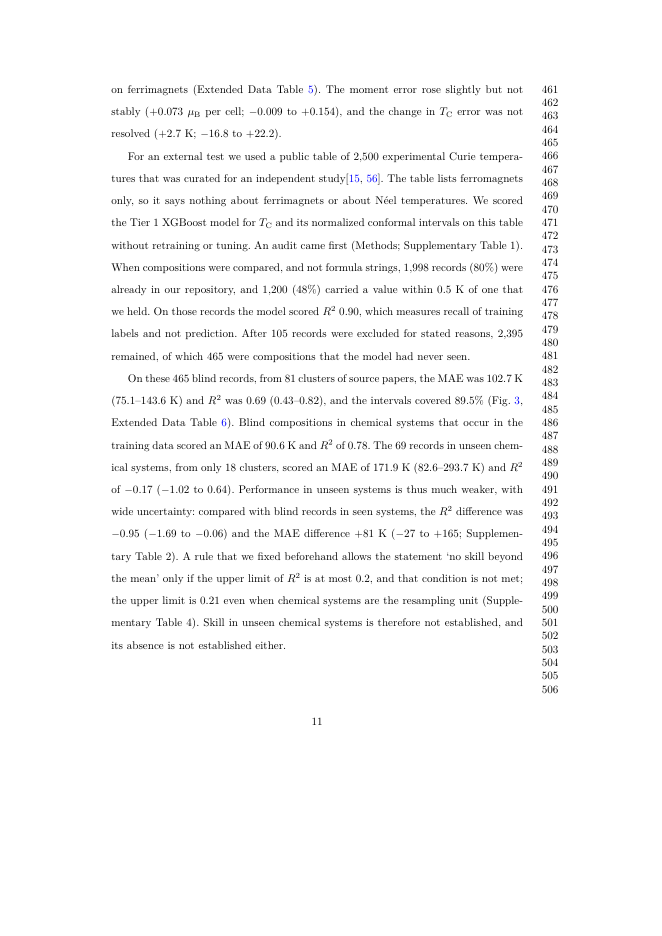 on ferrimagnets (Extended Data Table 5). The moment error rose slightly but not
stably (+0.073 μB per cell; −0.009 to +0.154), and the change in TC error was not
resolved (+2.7 K; −16.8 to +22.2).
For an external test we used a public table of 2,500 experimental Curie tempera-
tures that was curated for an independent study[15, 56]. The table lists ferromagnets
only, so it says nothing about ferrimagnets or about Néel temperatures. We scored
the Tier 1 XGBoost model for TC and its normalized conformal intervals on this table
without retraining or tuning. An audit came first (Methods; Supplementary Table 1).
When compositions were compared, and not formula strings, 1,998 records (80%) were
already in our repository, and 1,200 (48%) carried a value within 0.5 K of one that
we held. On those records the model scored R² 0.90, which measures recall of training
labels and not prediction. After 105 records were excluded for stated reasons, 2,395
remained, of which 465 were compositions that the model had never seen.
On these 465 blind records, from 81 clusters of source papers, the MAE was 102.7 K
(75.1–143.6 K) and R² was 0.69 (0.43–0.82), and the intervals covered 89.5% (Fig. 3,
Extended Data Table 6). Blind compositions in chemical systems that occur in the
training data scored an MAE of 90.6 K and R² of 0.78. The 69 records in unseen chem-
ical systems, from only 18 clusters, scored an MAE of 171.9 K (82.6–293.7 K) and R²
of −0.17 (−1.02 to 0.64). Performance in unseen systems is thus much weaker, with
wide uncertainty: compared with blind records in seen systems, the R² difference was
−0.95 (−1.69 to −0.06) and the MAE difference +81 K (−27 to +165; Supplemen-
tary Table 2). A rule that we fixed beforehand allows the statement ‘no skill beyond
the mean’ only if the upper limit of R² is at most 0.2, and that condition is not met;
the upper limit is 0.21 even when chemical systems are the resampling unit (Supple-
mentary Table 4). Skill in unseen chemical systems is therefore not established, and
its absence is not established either.
461
462
463
464
465
466
467
468
469
470
471
472
473
474
475
476
477
478
479
480
481
482
483
484
485
486
487
488
489
490
491
492
493
494
495
496
497
498
499
500
501
502
503
504
505
506
11